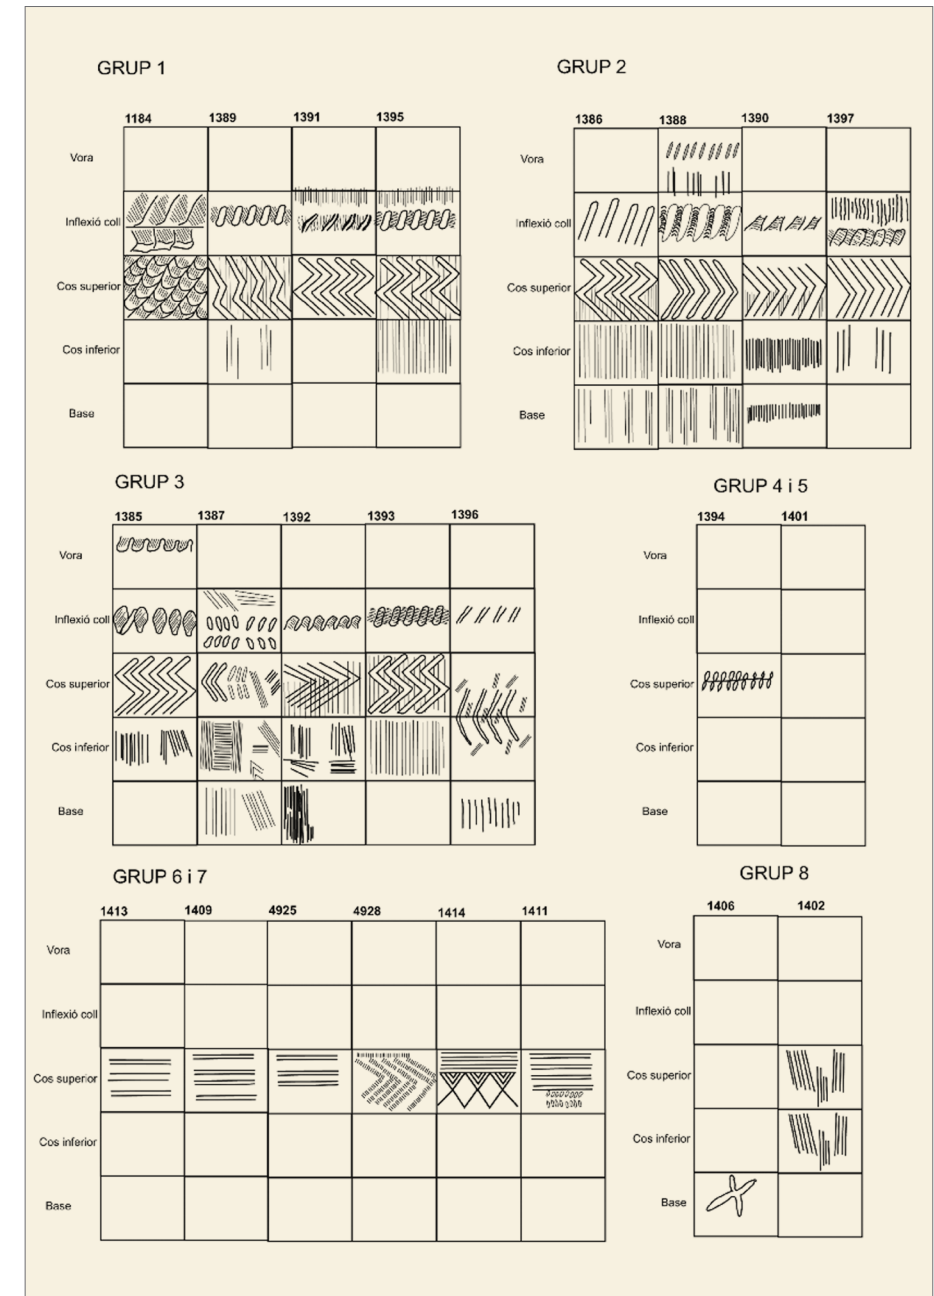 GRUP 1
1184 1389 1391 1395
Vora
Inflexió coll
Cos superior
Cos inferior
Base
GRUP 2
1386 1388 1390 1397
Vora
Inflexió coll
Cos superior
Cos inferior
Base
GRUP 3
1385 1387 1392 1393 1396
Vora
Inflexió coll
Cos superior
Cos inferior
Base
GRUP 4 i 5
1394 1401
Vora
Inflexió coll
Cos superior
Cos inferior
Base
GRUP 6 i 7
1413 1409 4925 4928 1414 1411
Vora
Inflexió coll
Cos superior
Cos inferior
Base
GRUP 8
1406 1402
Vora
Inflexió coll
Cos superior
Cos inferior
Base